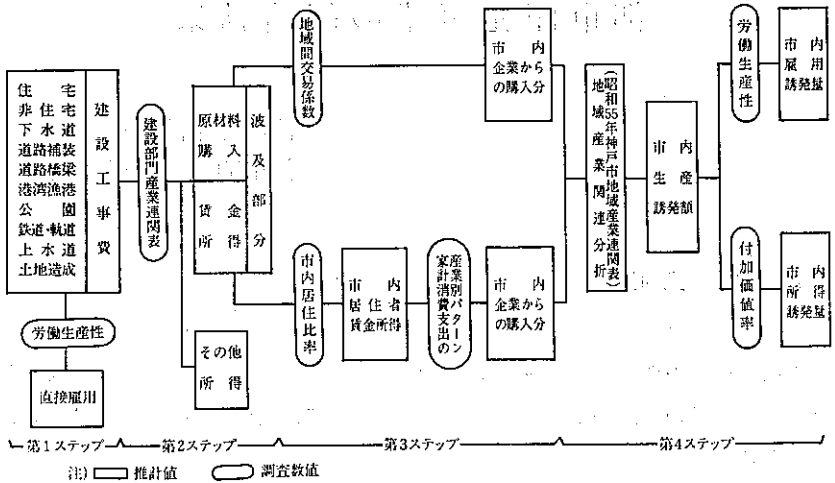 住宅
非住宅
下水道
道路補装
道路橋梁
港湾漁港
公園
鉄道・軌道
上水道
土地造成
建設工事費
労働生産性
直接雇用
建設部門産業連関表
原材料
購入
賃金
所得
波及部分
その他
所得
地域間交易係数
市内
企業から
の購入分
市内居住比率
市内
居住者
賃金所得
産業別パターン
家計消費支出の
市内
企業から
の購入分
(昭和55年神戸市地域産業連関表)
地域産業関連分折
市内
生産
誘発額
労働生産性
市内
雇用
誘発量
付加価値率
市内
所得
誘発量
第1ステップ
第2ステップ
第3ステップ
第4ステップ
注) 推計値 調査数値